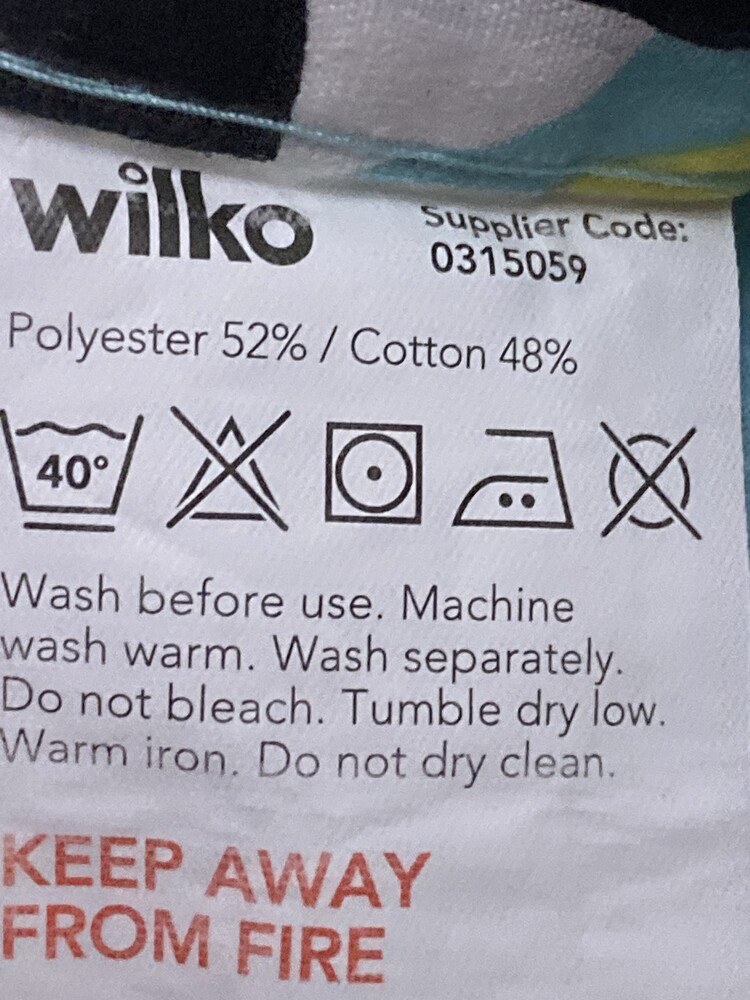 wilko
Supplier Code:
0315059
Polyester 52% / Cotton 48%
40°
Wash before use. Machine
wash warm. Wash separately.
Do not bleach. Tumble dry low.
Warm iron. Do not dry clean.
KEEP AWAY
FROM FIRE